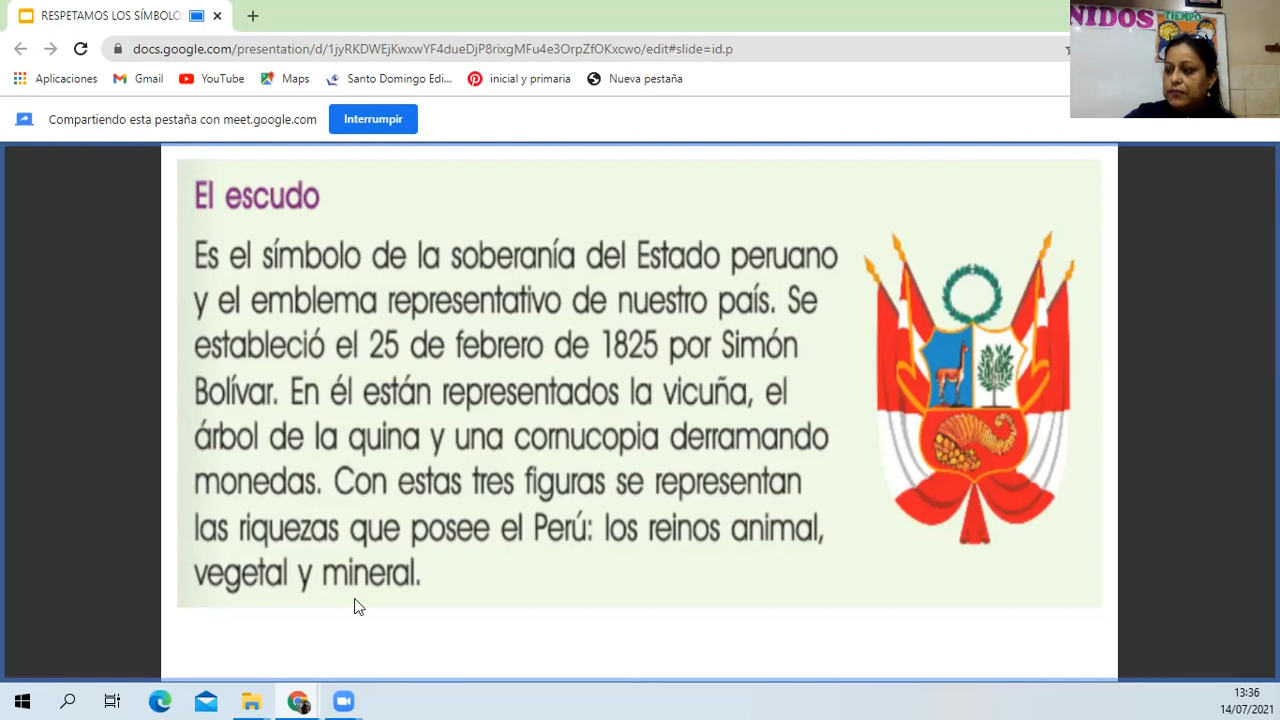 RESPETAMOS LOS SÍMBOLO
docs.google.com/presentation/d/1jyRKDWEjKwxwYF4dueDjP8rixgMFu4e3OrpZfOKxcwo/edit#slide=id.p
Aplicaciones Gmail YouTube Maps Santo Domingo Edi... inicial y primaria Nueva pestaña
Compartiendo esta pestaña con meet.google.com Interrumpir
NIDOS TIEMPO
El escudo
Es el símbolo de la soberanía del Estado peruano
y el emblema representativo de nuestro país. Se
estableció el 25 de febrero de 1825 por Simón
Bolívar. En él están representados la vicuña, el
árbol de la quina y una cornucopia derramando
monedas. Con estas tres figuras se representan
las riquezas que posee el Perú: los reinos animal,
vegetal y mineral.
13:36
14/07/2021